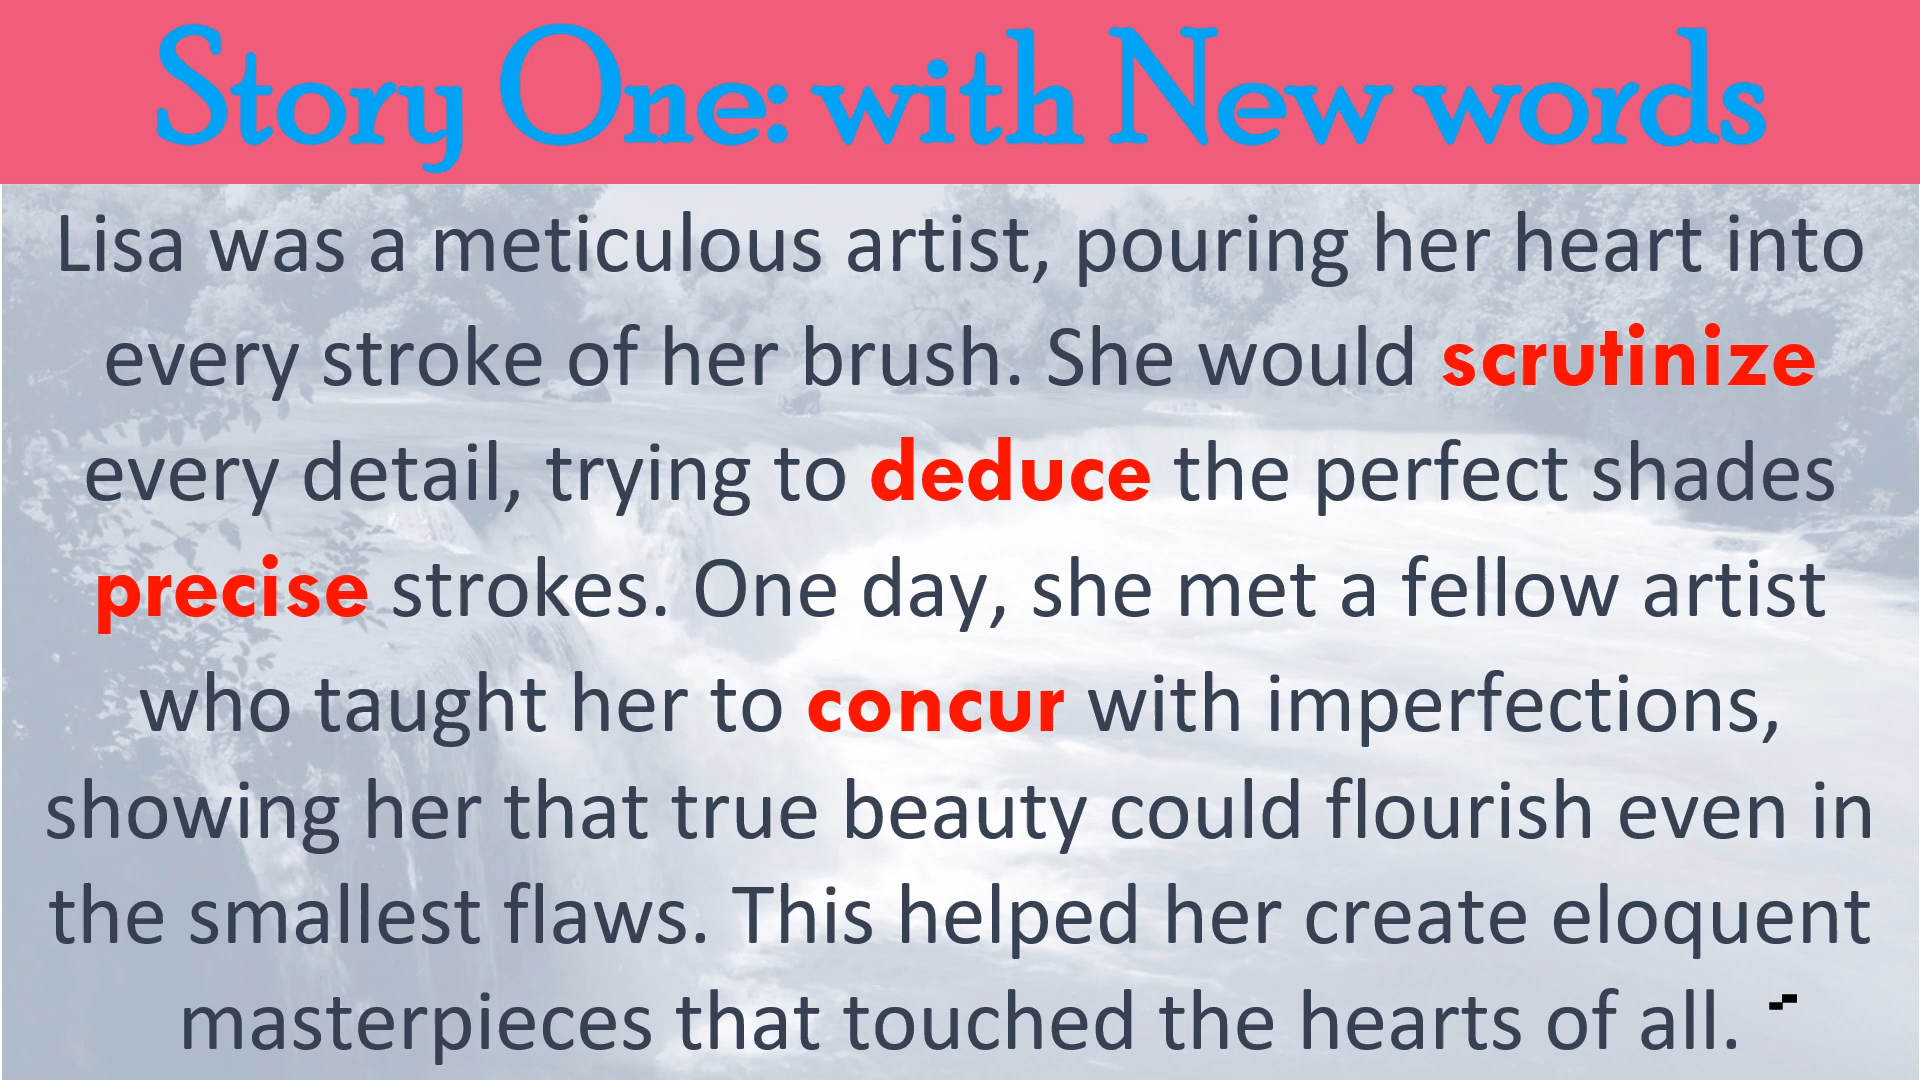 Story One: with New words
Lisa was a meticulous artist, pouring her heart into
every stroke of her brush. She would scrutinize
every detail, trying to deduce the perfect shades
precise strokes. One day, she met a fellow artist
who taught her to concur with imperfections,
showing her that true beauty could flourish even in
the smallest flaws. This helped her create eloquent
masterpieces that touched the hearts of all.